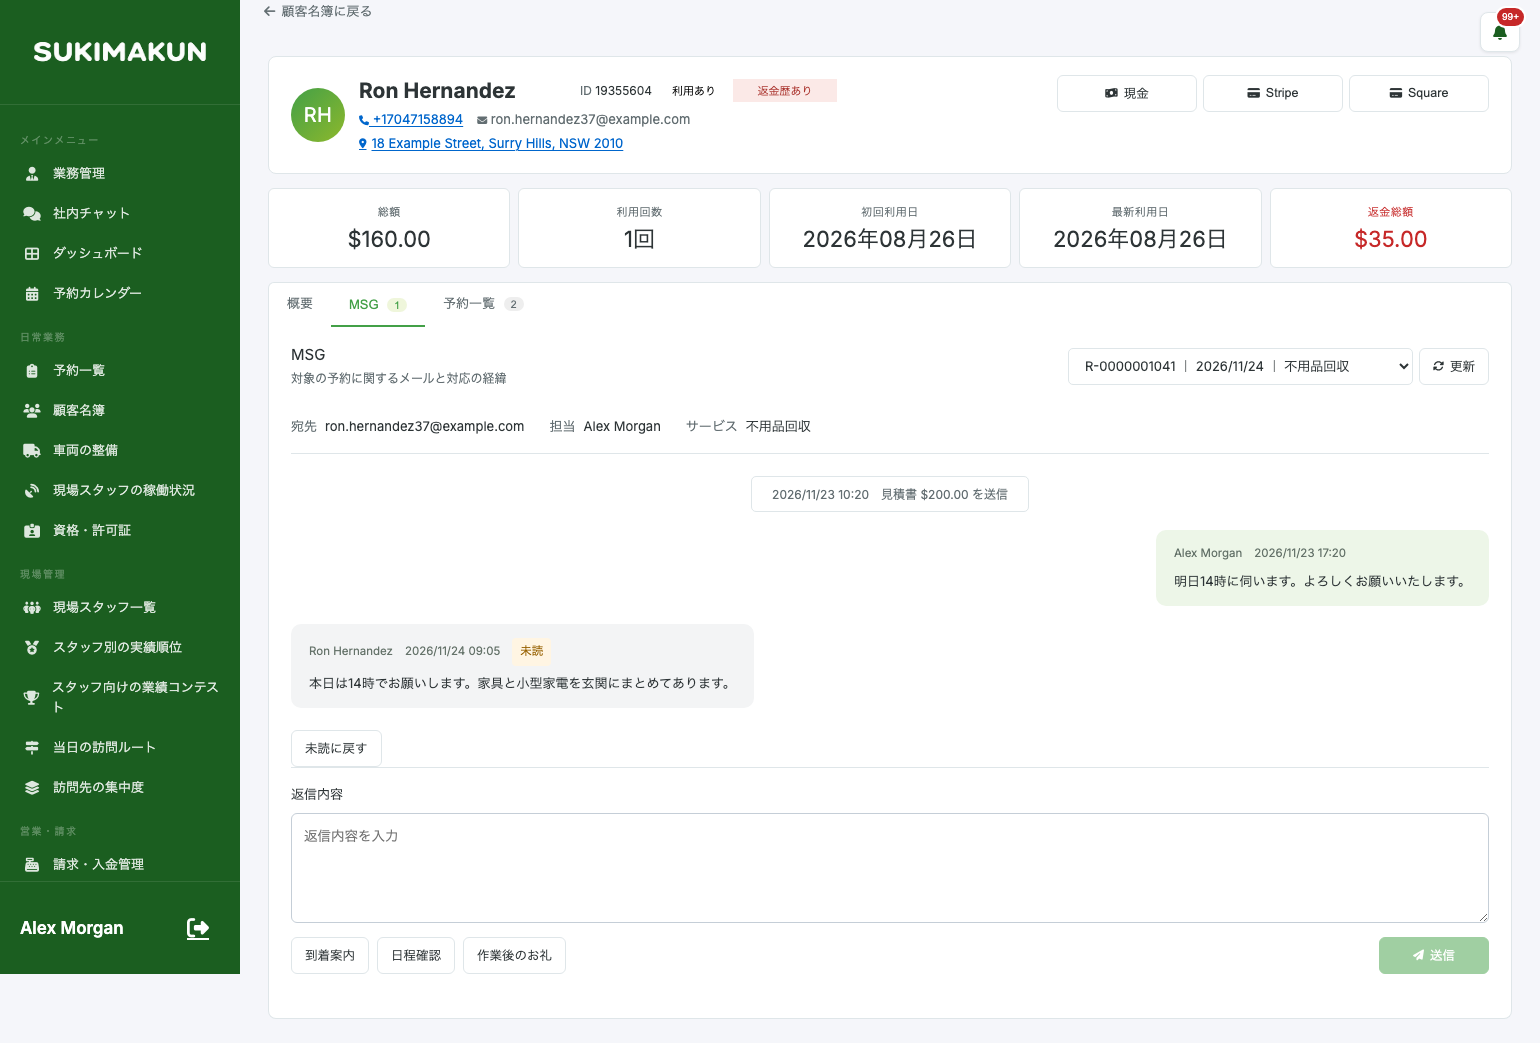 顧客名簿に戻る
99+
SUKIMAKUN
メインメニュー
業務管理
社内チャット
ダッシュボード
予約カレンダー
日常業務
予約一覧
顧客名簿
車両の整備
現場スタッフの稼働状況
資格・許可証
現場管理
現場スタッフ一覧
スタッフ別の実績順位
スタッフ向けの業績コンテス
ト
当日の訪問ルート
訪問先の集中度
営業・請求
請求・入金管理
Alex Morgan
RH
Ron Hernandez
ID 19355604
利用あり
返金歴あり
+17047158894
ron.hernandez37@example.com
18 Example Street, Surry Hills, NSW 2010
現金
Stripe
Square
総額
$160.00
利用回数
1回
初回利用日
2026年08月26日
最新利用日
2026年08月26日
返金総額
$35.00
概要
MSG 1
予約一覧 2
MSG
対象の予約に関するメールと対応の経緯
R-0000001041 | 2026/11/24 | 不用品回収
更新
宛先 ron.hernandez37@example.com 担当 Alex Morgan サービス 不用品回収
2026/11/23 10:20 見積書 $200.00 を送信
Alex Morgan 2026/11/23 17:20
明日14時に伺います。よろしくお願いいたします。
Ron Hernandez 2026/11/24 09:05 未読
本日は14時でお願いします。家具と小型家電を玄関にまとめてあります。
未読に戻す
返信内容
返信内容を入力
到着案内
日程確認
作業後のお礼
送信